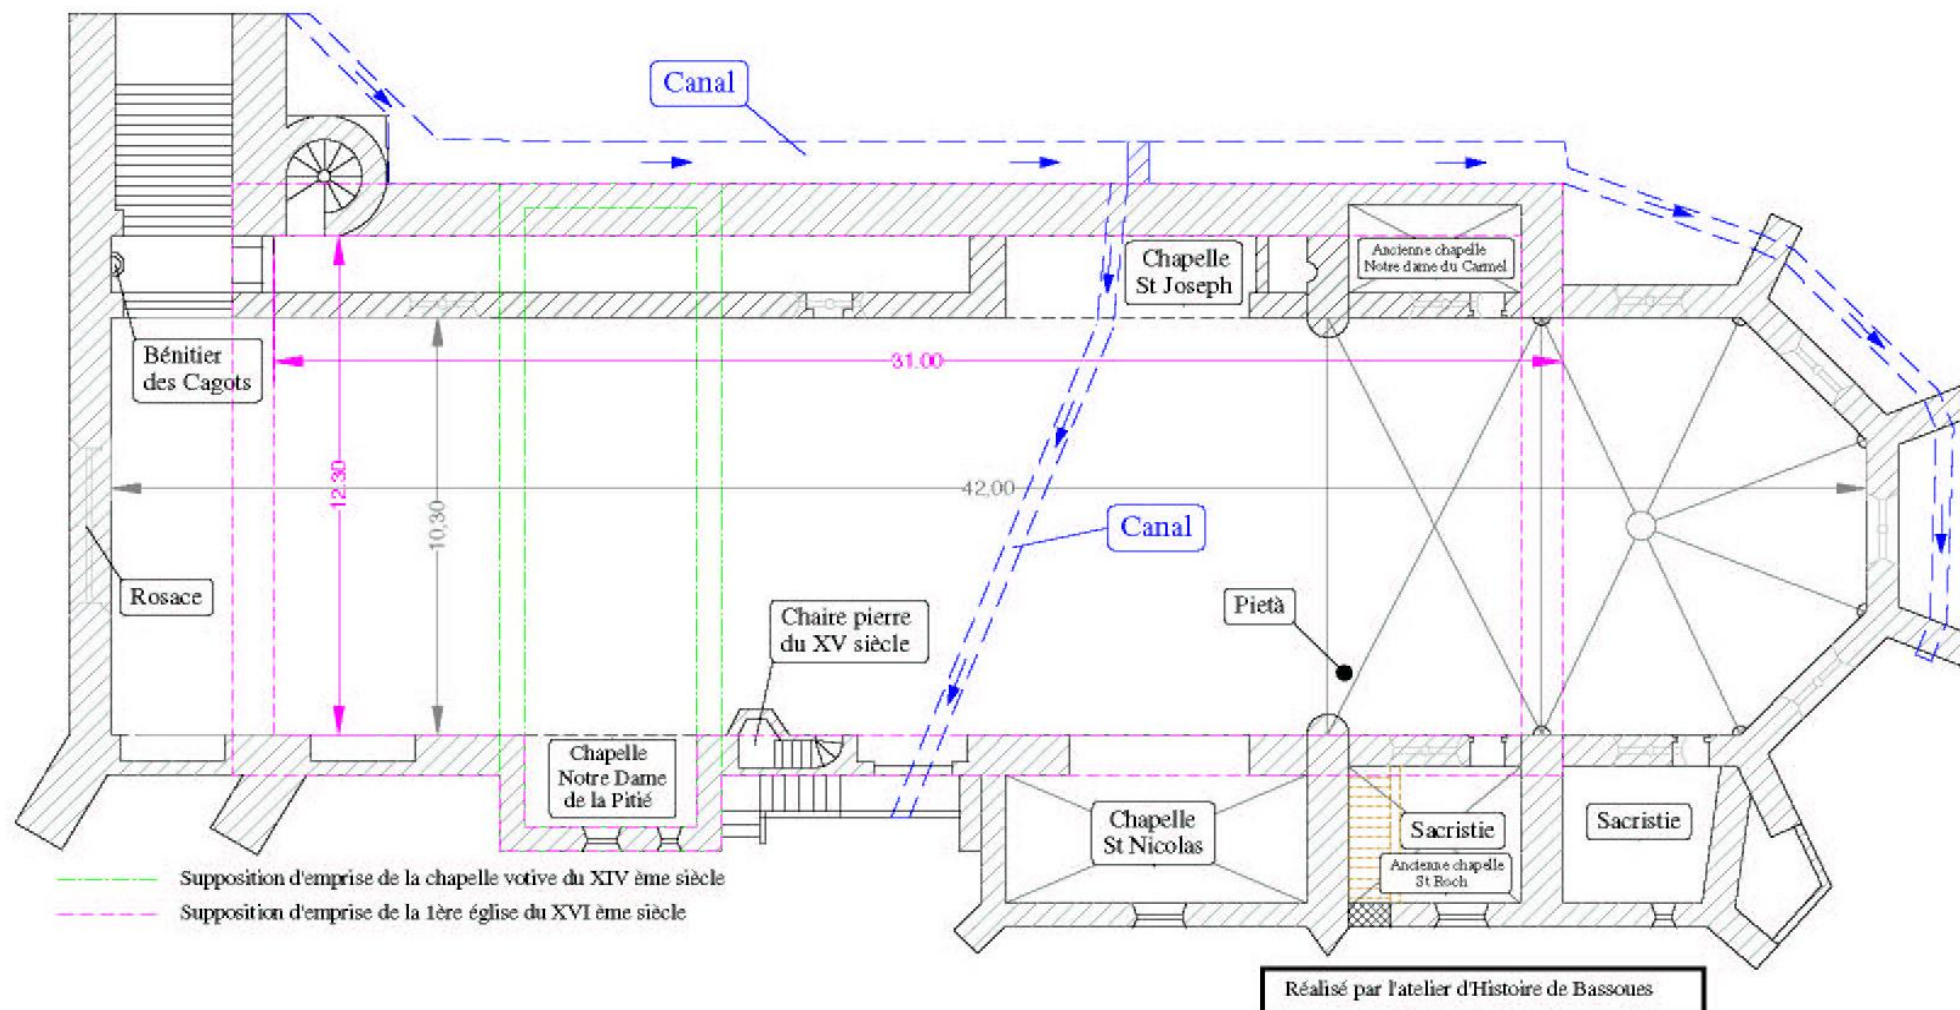 Canal
Chapelle
St Joseph
Ancienne chapelle
Notre dame du Carmel
Bénitier
des Cagots
31.00
12.30
10,30
42,00
Canal
Rosace
Chaire pierre
du XV siècle
Pietà
Chapelle
Notre Dame
de la Pitié
Chapelle
St Nicolas
Sacristie
Ancienne chapelle
St Roch
Sacristie
Supposition d'emprise de la chapelle votive du XIV ème siècle
Supposition d'emprise de la 1ère église du XVI ème siècle
Réalisé par l'atelier d'Histoire de Bassoues